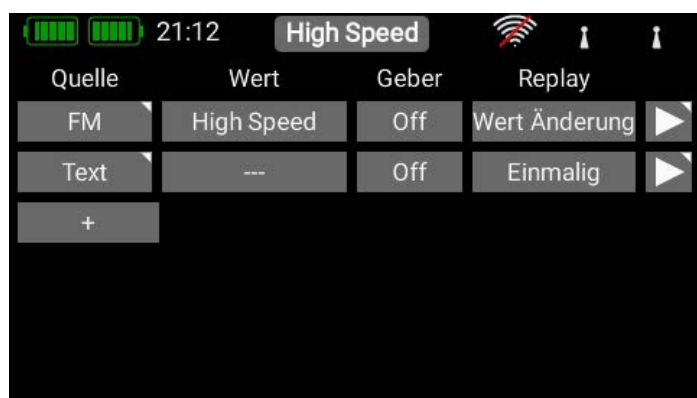 21:12 High Speed
Quelle Wert Geber Replay
FM High Speed Off Wert Änderung
Text --- Off Einmalig
+